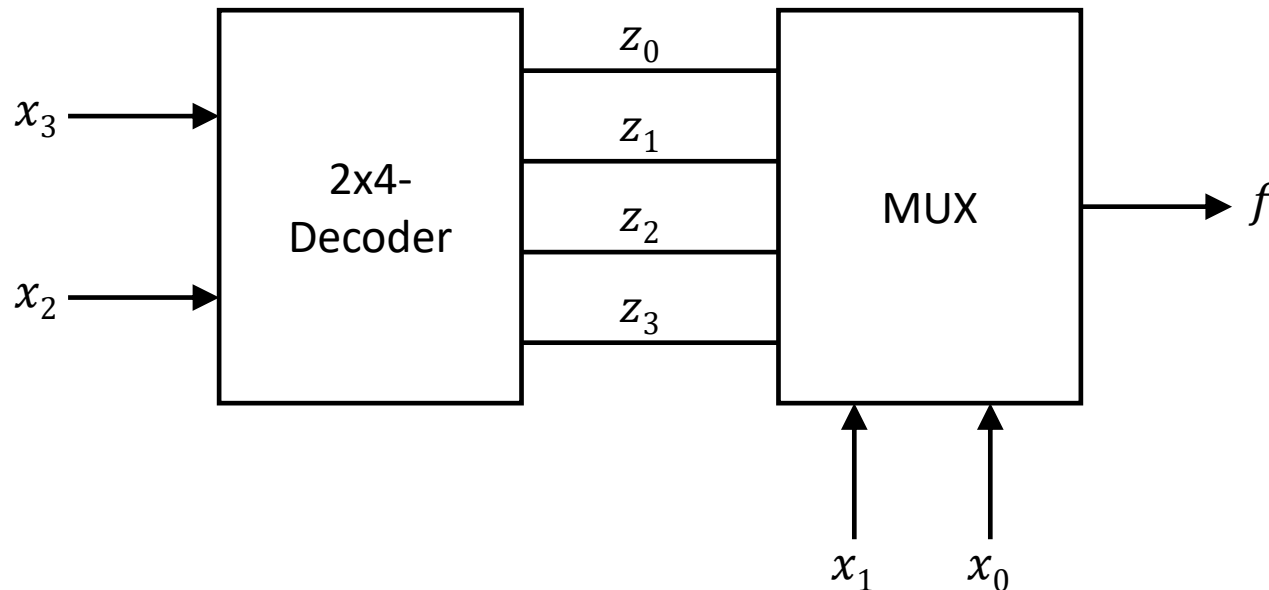 x₃
x₂
2x4-
Decoder
z₀
z₁
z₂
z₃
MUX
f
x₁ x₀